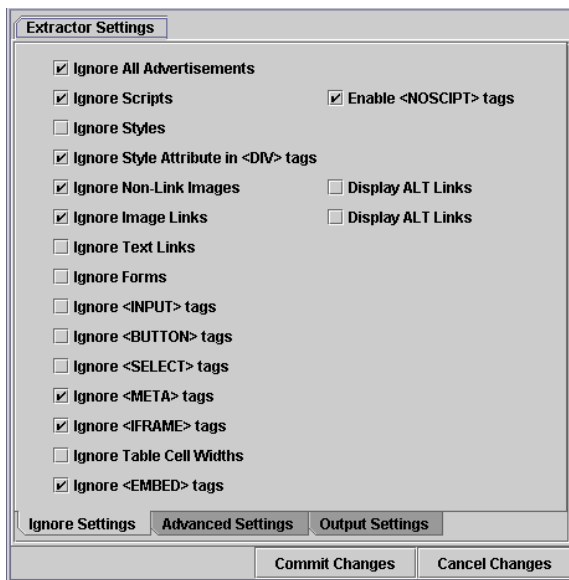 Extractor Settings
Ignore All Advertisements
Ignore Scripts Enable <NOSCIPT> tags
Ignore Styles
Ignore Style Attribute in <DIV> tags
Ignore Non-Link Images Display ALT Links
Ignore Image Links Display ALT Links
Ignore Text Links
Ignore Forms
Ignore <INPUT> tags
Ignore <BUTTON> tags
Ignore <SELECT> tags
Ignore <META> tags
Ignore <IFRAME> tags
Ignore Table Cell Widths
Ignore <EMBED> tags
Ignore Settings Advanced Settings Output Settings
Commit Changes Cancel Changes